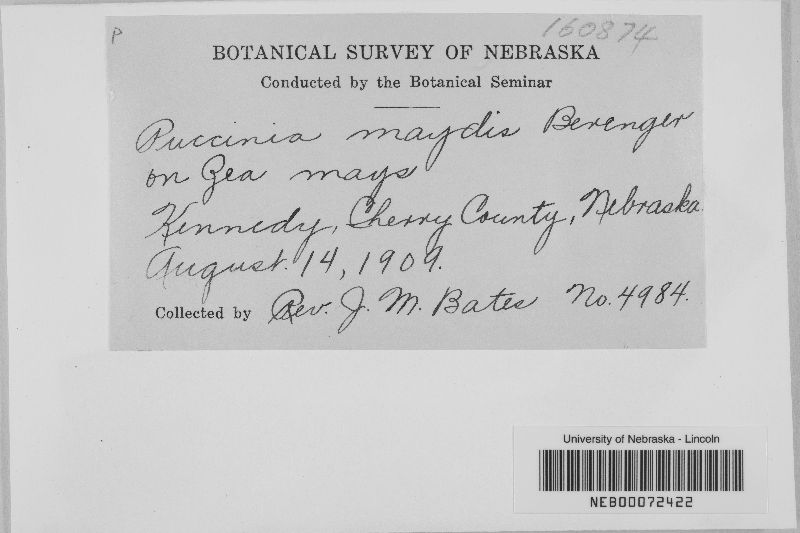 P
160874
BOTANICAL SURVEY OF NEBRASKA
Conducted by the Botanical Seminar
Puccinia maydis Berenger
on Zea mays
Kennedy, Cherry County, Nebraska.
August. 14, 1909.
Collected by Rev. J. M. Bates No. 4984.
University of Nebraska - Lincoln
NEB00072422